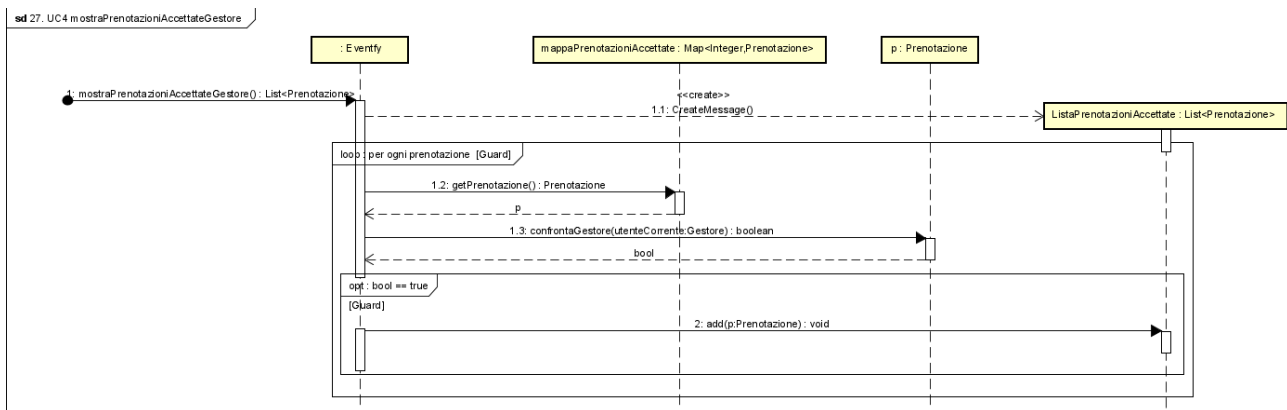 sd 27. UC4 mostraPrenotazioniAccettateGestore
: Eventfy
mappaPrenotazioniAccettate : Map<Integer,Prenotazione>
p : Prenotazione
1: mostraPrenotazioniAccettateGestore() : List<Prenotazione>
<<create>>
1.1: CreateMessage()
ListaPrenotazioniAccettate : List<Prenotazione>
loop : per ogni prenotazione [Guard]
1.2: getPrenotazione() : Prenotazione
p
1.3: confrontaGestore(utenteCorrente:Gestore) : boolean
bool
opt : bool == true
[Guard]
2: add(p:Prenotazione) : void